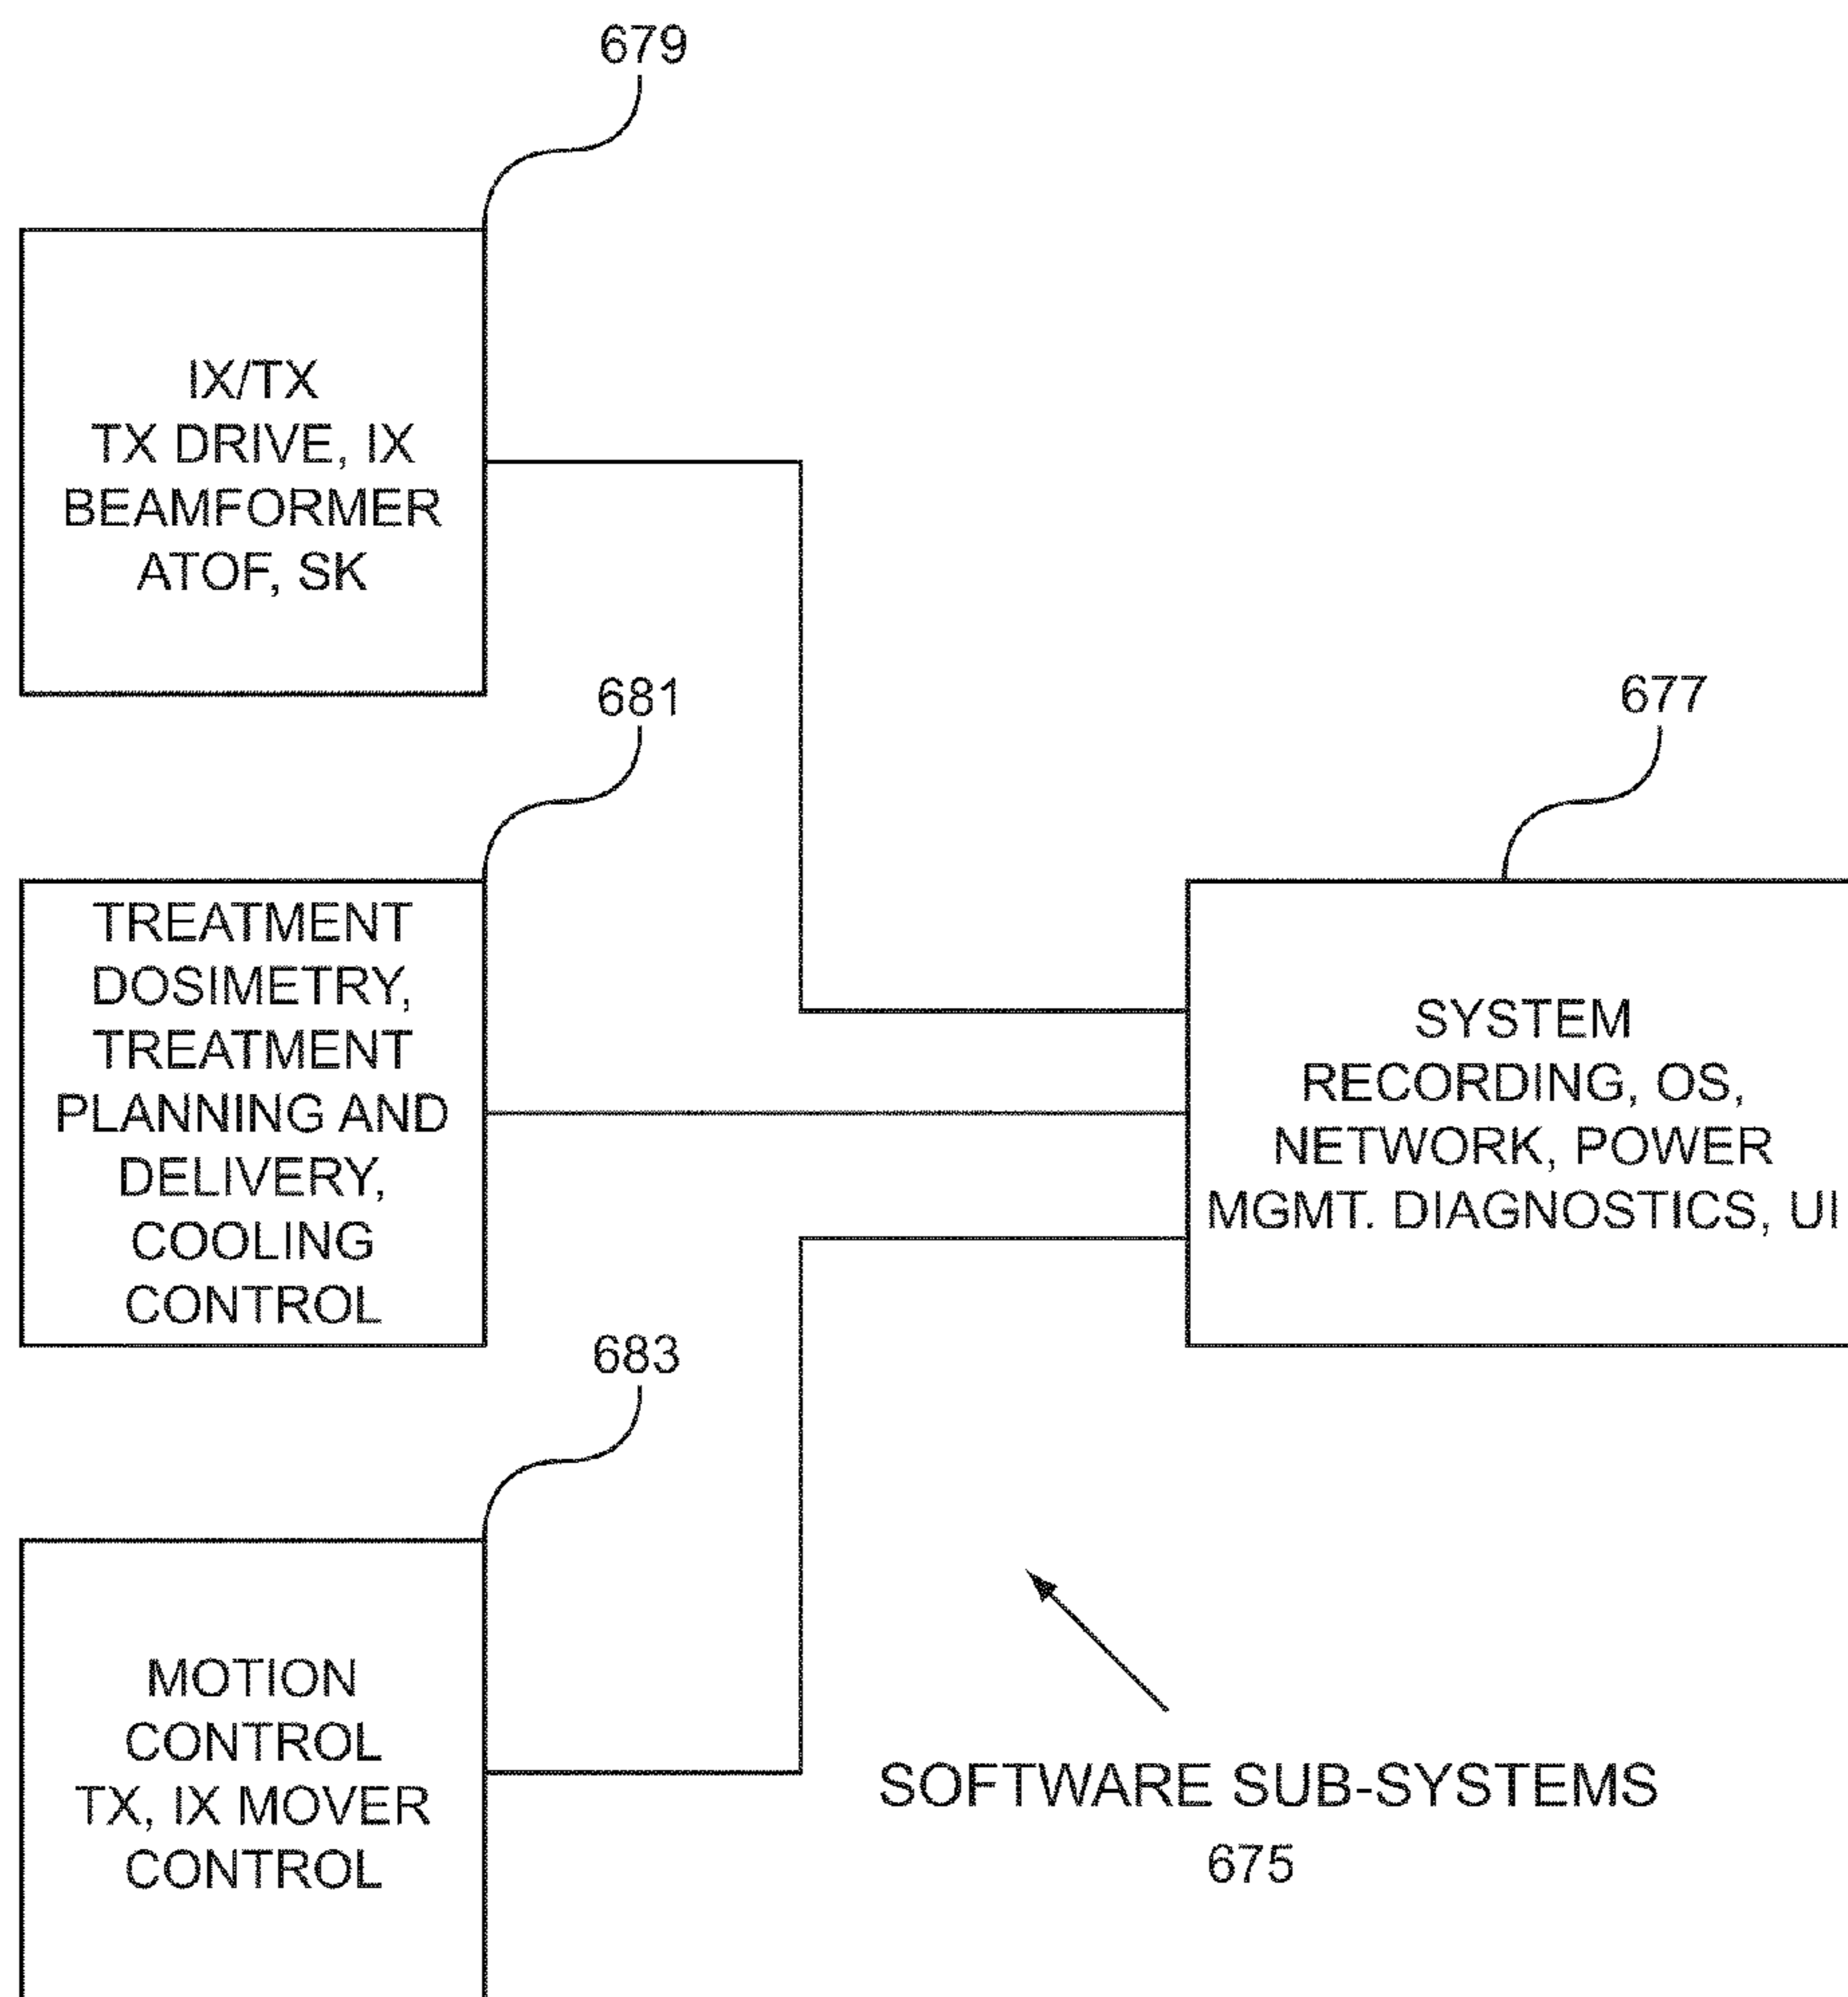 679
IX/TX
TX DRIVE, IX
BEAMFORMER
ATOF, SK
681
TREATMENT
DOSIMETRY,
TREATMENT
PLANNING AND
DELIVERY,
COOLING
CONTROL
677
SYSTEM
RECORDING, OS,
NETWORK, POWER
MGMT. DIAGNOSTICS, UI
683
MOTION
CONTROL
TX, IX MOVER
CONTROL
SOFTWARE SUB-SYSTEMS
675